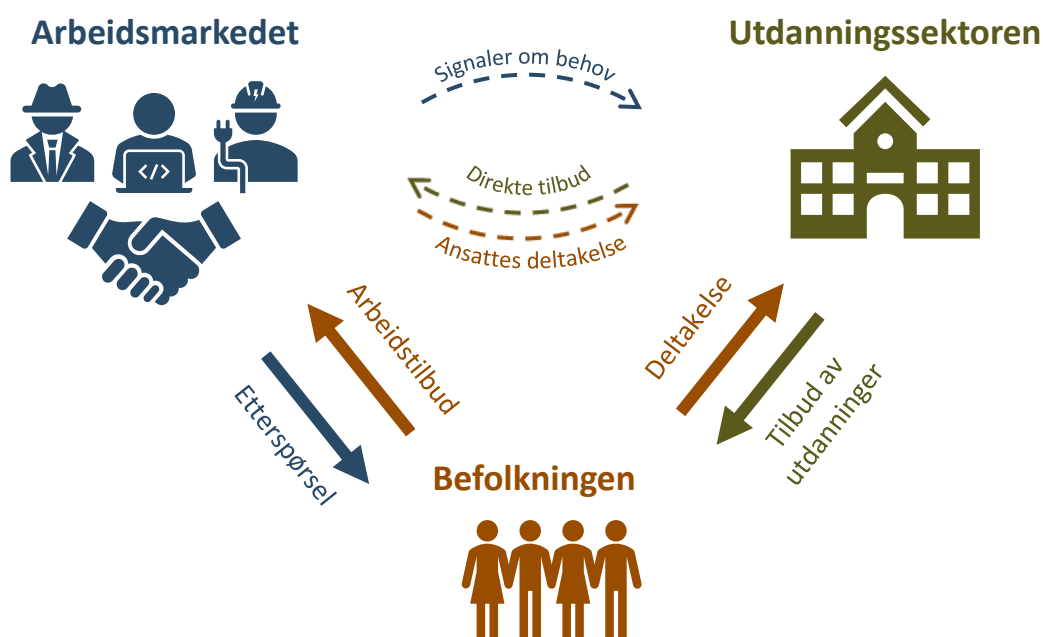 Arbeidsmarkedet
Utdanningssektoren
Signaler om behov
</>
Direkte tilbud
Ansattes deltakelse
Arbeidstilbud
Etterspørsel
Deltakelse
Tilbud av
utdanninger
Befolkningen